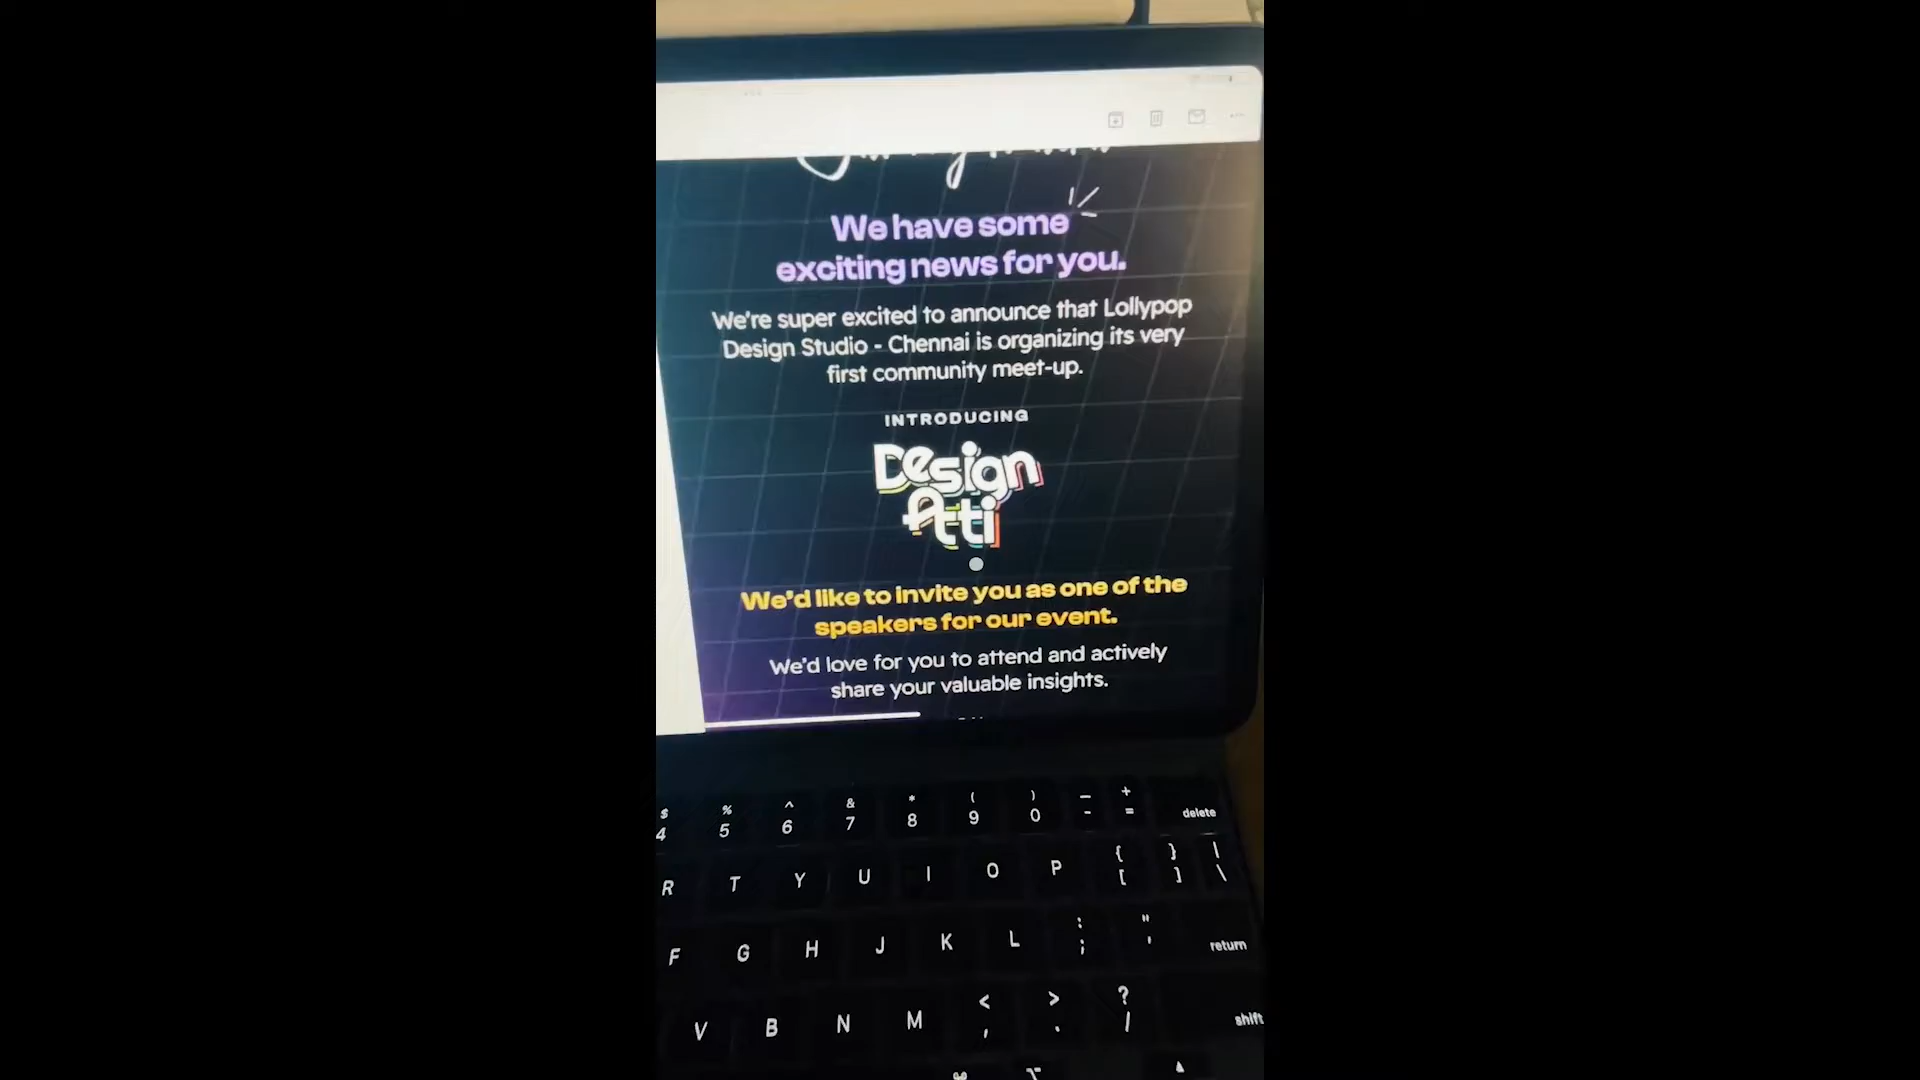 We have some
exciting news for you.
We're super excited to announce that Lollypop
Design Studio - Chennai is organizing its very
first community meet-up.
INTRODUCING
Design
Atti
We'd like to invite you as one of the
speakers for our event.
We'd love for you to attend and actively
share your valuable insights.
$ % ^ & * ( ) — +
4 5 6 7 8 9 0 - = delete
R T Y U I O P { [ } ] | \
F G H J K L : ; " ' return
V B N M < , > . ? / shift
⌘ ⌥